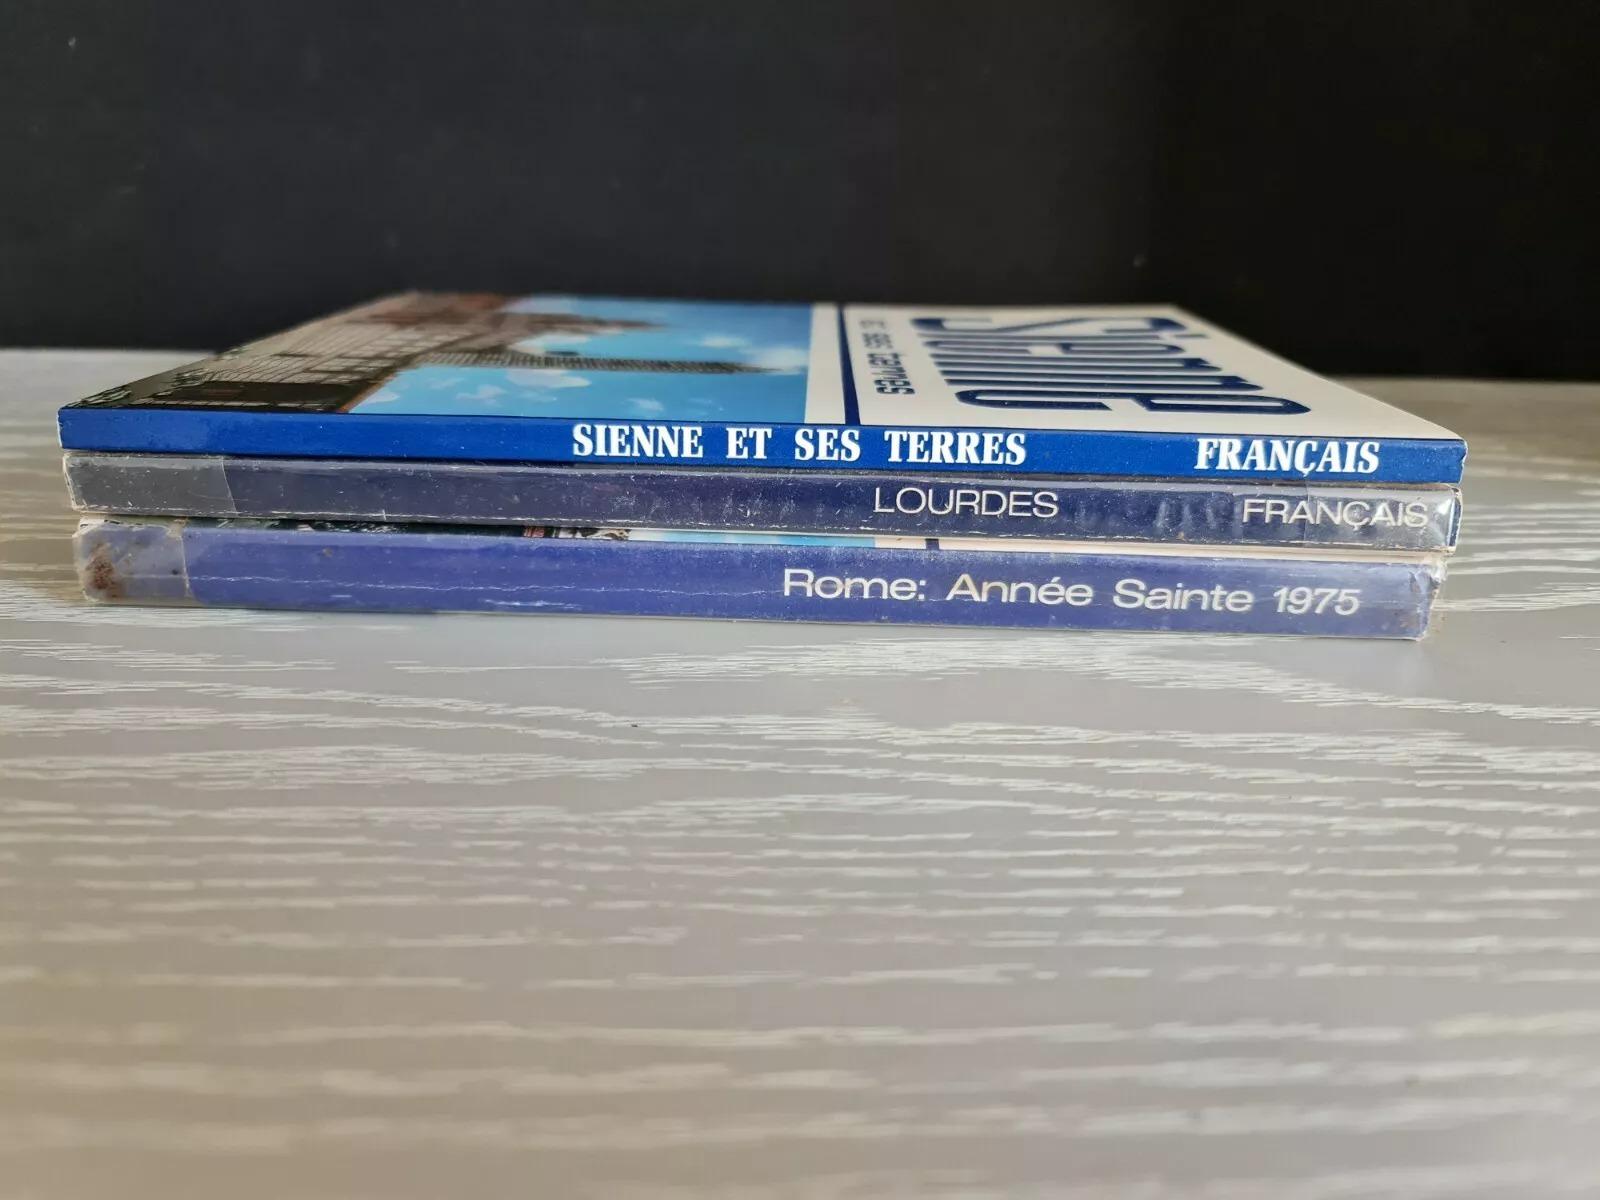 Sienne
et ses terres
SIENNE ET SES TERRES FRANÇAIS
LOURDES FRANÇAIS
Rome: Année Sainte 1975